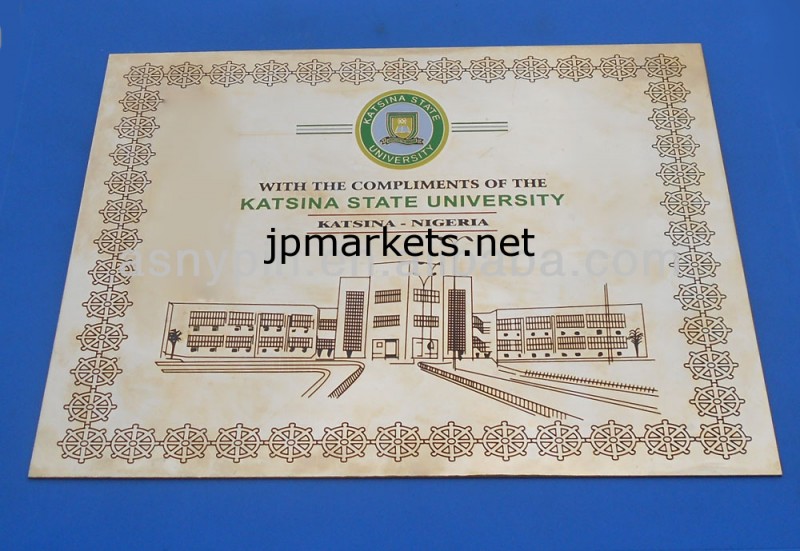 KATSINA STATE
UNIVERSITY
WITH THE COMPLIMENTS OF THE
KATSINA STATE UNIVERSITY
KATSINA - NIGERIA
jpmarkets.net